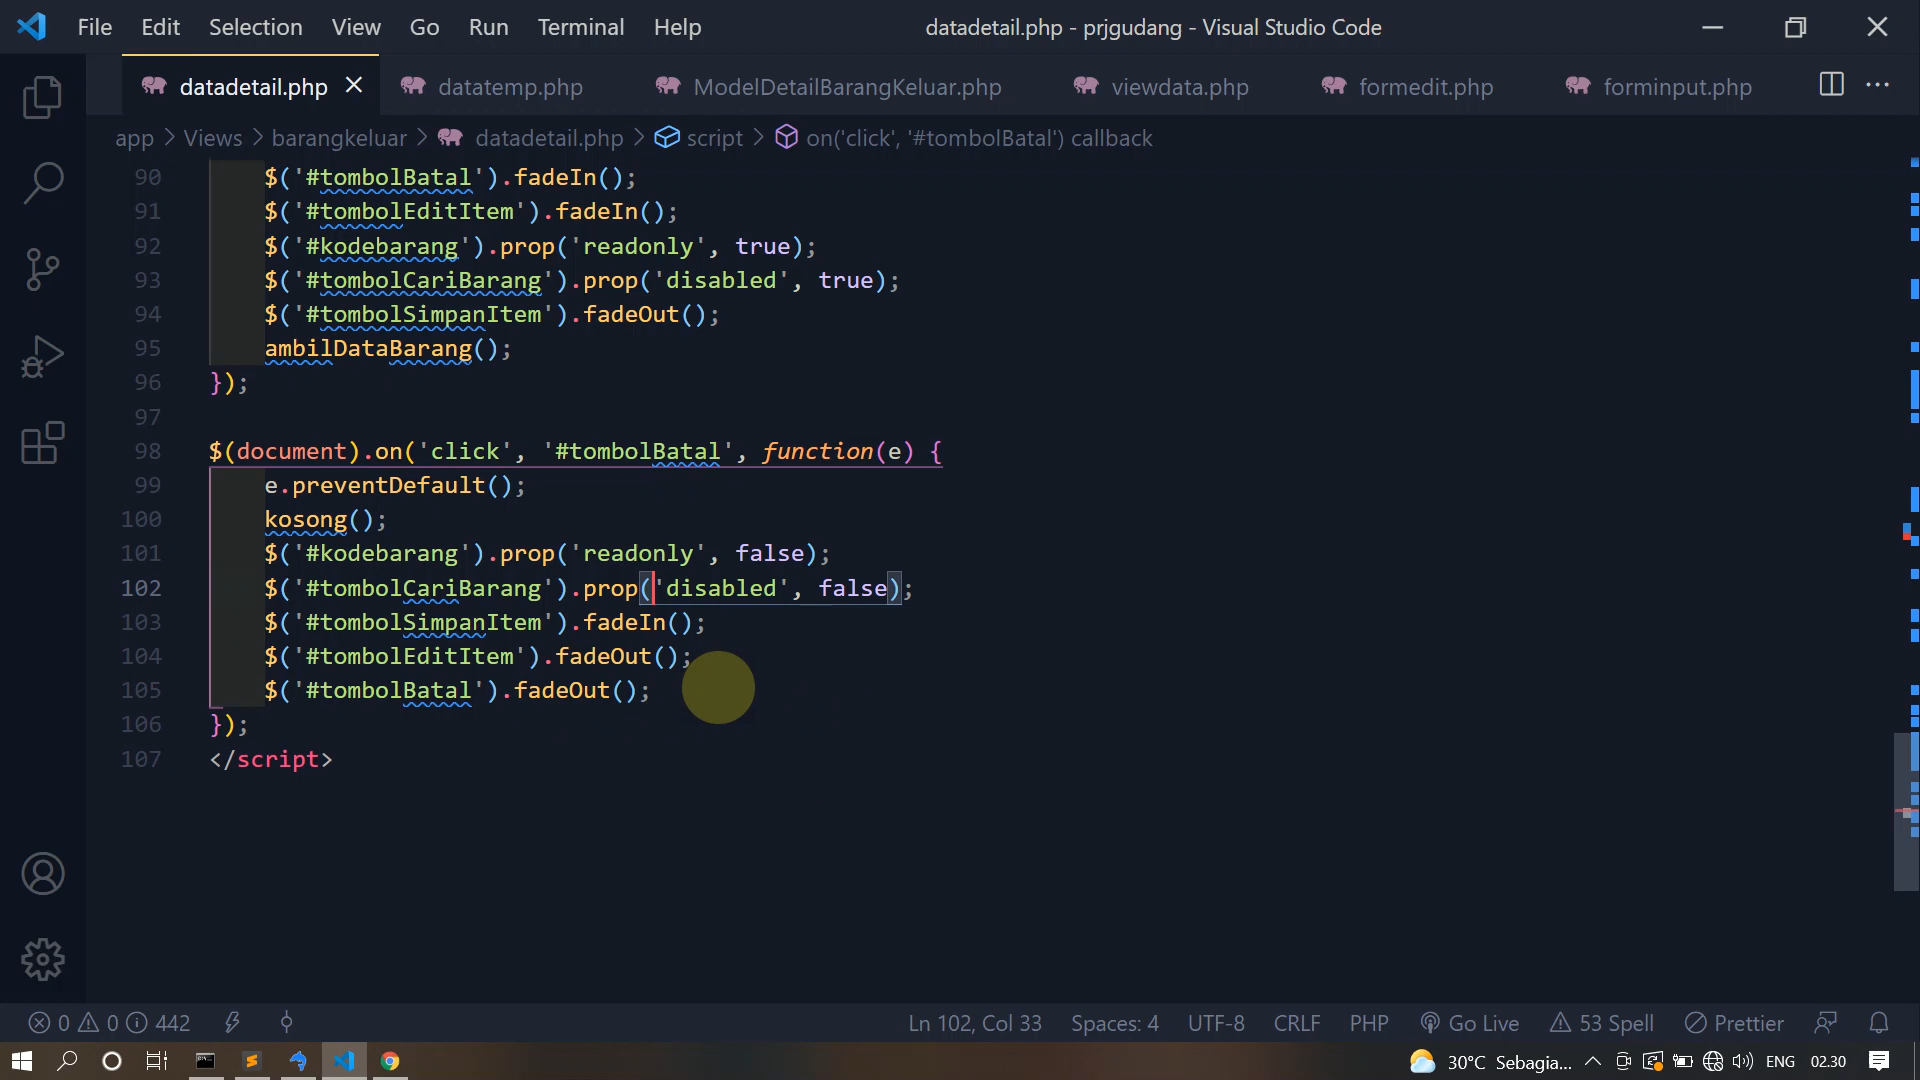 File Edit Selection View Go Run Terminal Help datadetail.php - prjgudang - Visual Studio Code
datadetail.php datatemp.php ModelDetailBarangKeluar.php viewdata.php formedit.php forminput.php
app > Views > barangkeluar > datadetail.php > script > on('click', '#tombolBatal') callback
90 $('#tombolBatal').fadeIn();
91 $('#tombolEditItem').fadeIn();
92 $('#kodebarang').prop('readonly', true);
93 $('#tombolCariBarang').prop('disabled', true);
94 $('#tombolSimpanItem').fadeOut();
95 ambilDataBarang();
96 });
97
98 $(document).on('click', '#tombolBatal', function(e) {
99 e.preventDefault();
100 kosong();
101 $('#kodebarang').prop('readonly', false);
102 $('#tombolCariBarang').prop('disabled', false);
103 $('#tombolSimpanItem').fadeIn();
104 $('#tombolEditItem').fadeOut();
105 $('#tombolBatal').fadeOut();
106 });
107 </script>
0 0 442 Ln 102, Col 33 Spaces: 4 UTF-8 CRLF PHP Go Live 53 Spell Prettier
30°C Sebagia... ENG 02.30